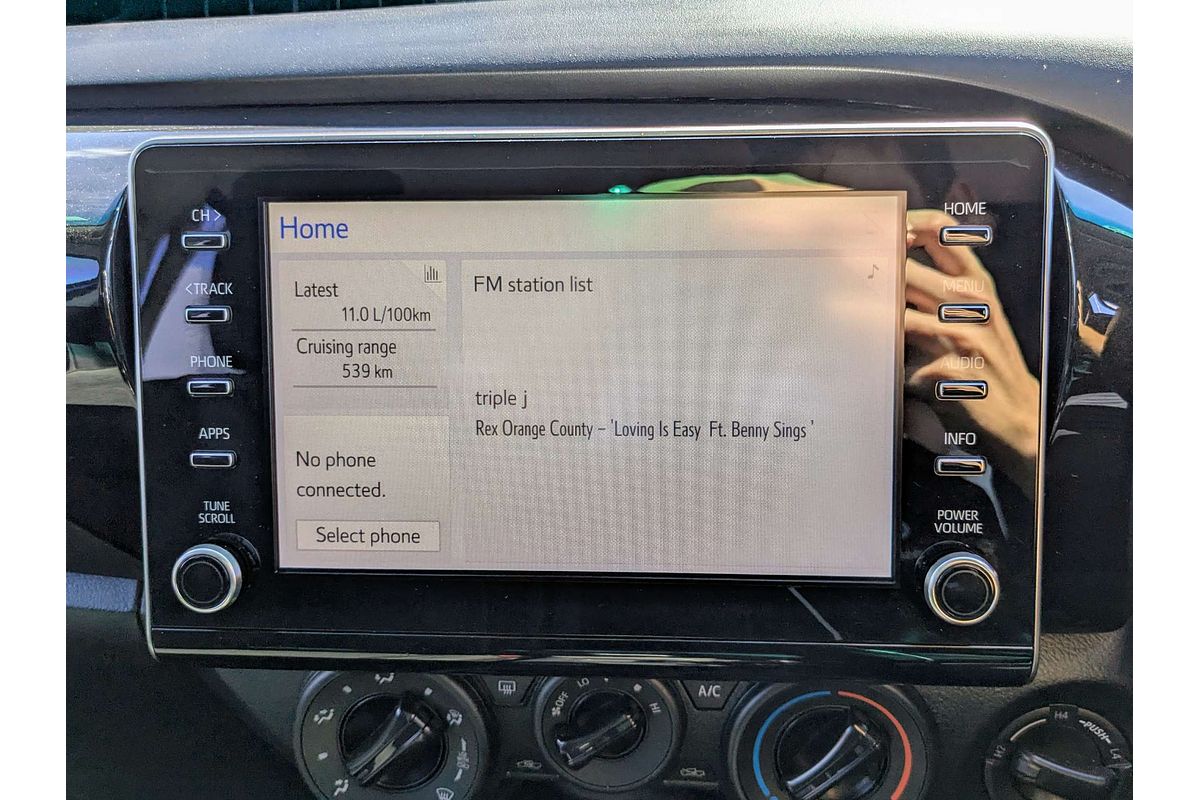 CH >
<TRACK
PHONE
APPS
TUNE
SCROLL
Home
Latest
11.0 L/100km
Cruising range
539 km
No phone
connected.
Select phone
FM station list
triple j
Rex Orange County – 'Loving Is Easy Ft. Benny Sings '
HOME
MENU
AUDIO
INFO
POWER
VOLUME
OFF
LO
HI
A/C
H2
H4
PUSH
L4